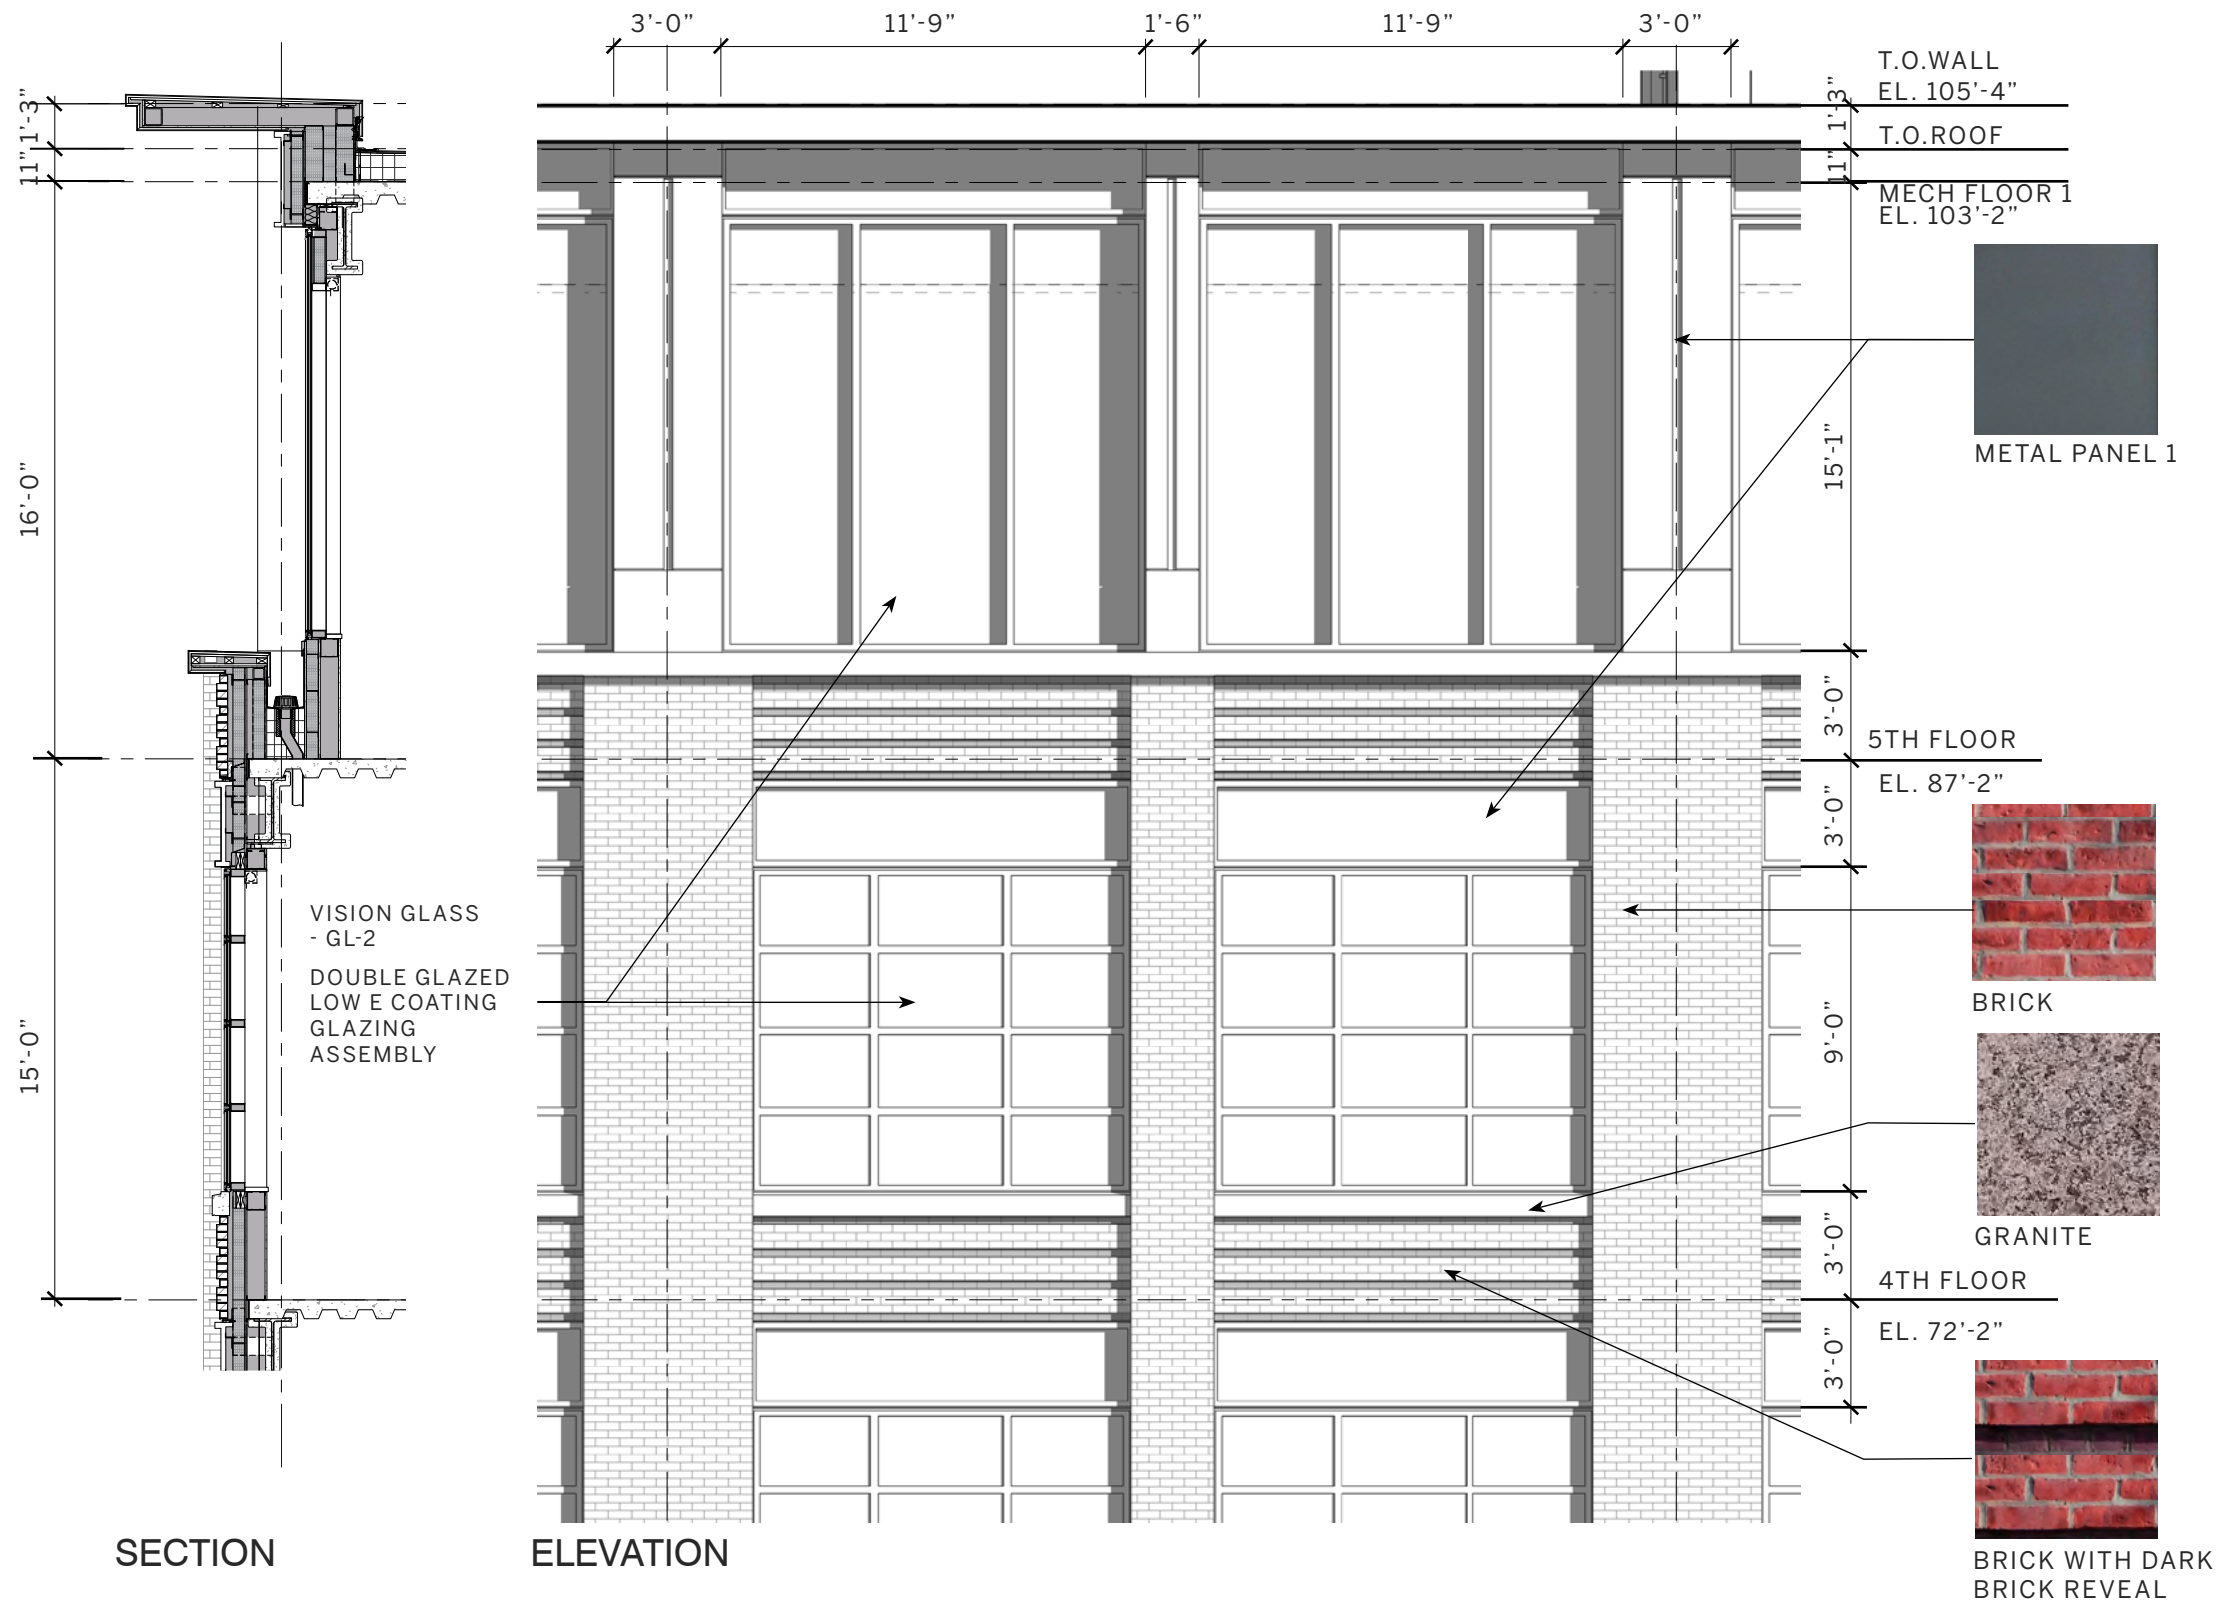 3’-0”
11’-9”
1’-6”
11’-9”
3’-0”
T.O.WALL
EL. 105’-4”
1’-3”
1’-3”
T.O.ROOF
11”
11”
MECH FLOOR 1
EL. 103’-2”
METAL PANEL 1
16’-0”
15’-1”
3’-0”
5TH FLOOR
EL. 87’-2”
3’-0”
VISION GLASS
- GL-2
DOUBLE GLAZED
LOW E COATING
GLAZING
ASSEMBLY
BRICK
15’-0”
9’-0”
GRANITE
3’-0”
4TH FLOOR
EL. 72’-2”
3’-0”
SECTION
ELEVATION
BRICK WITH DARK
BRICK REVEAL